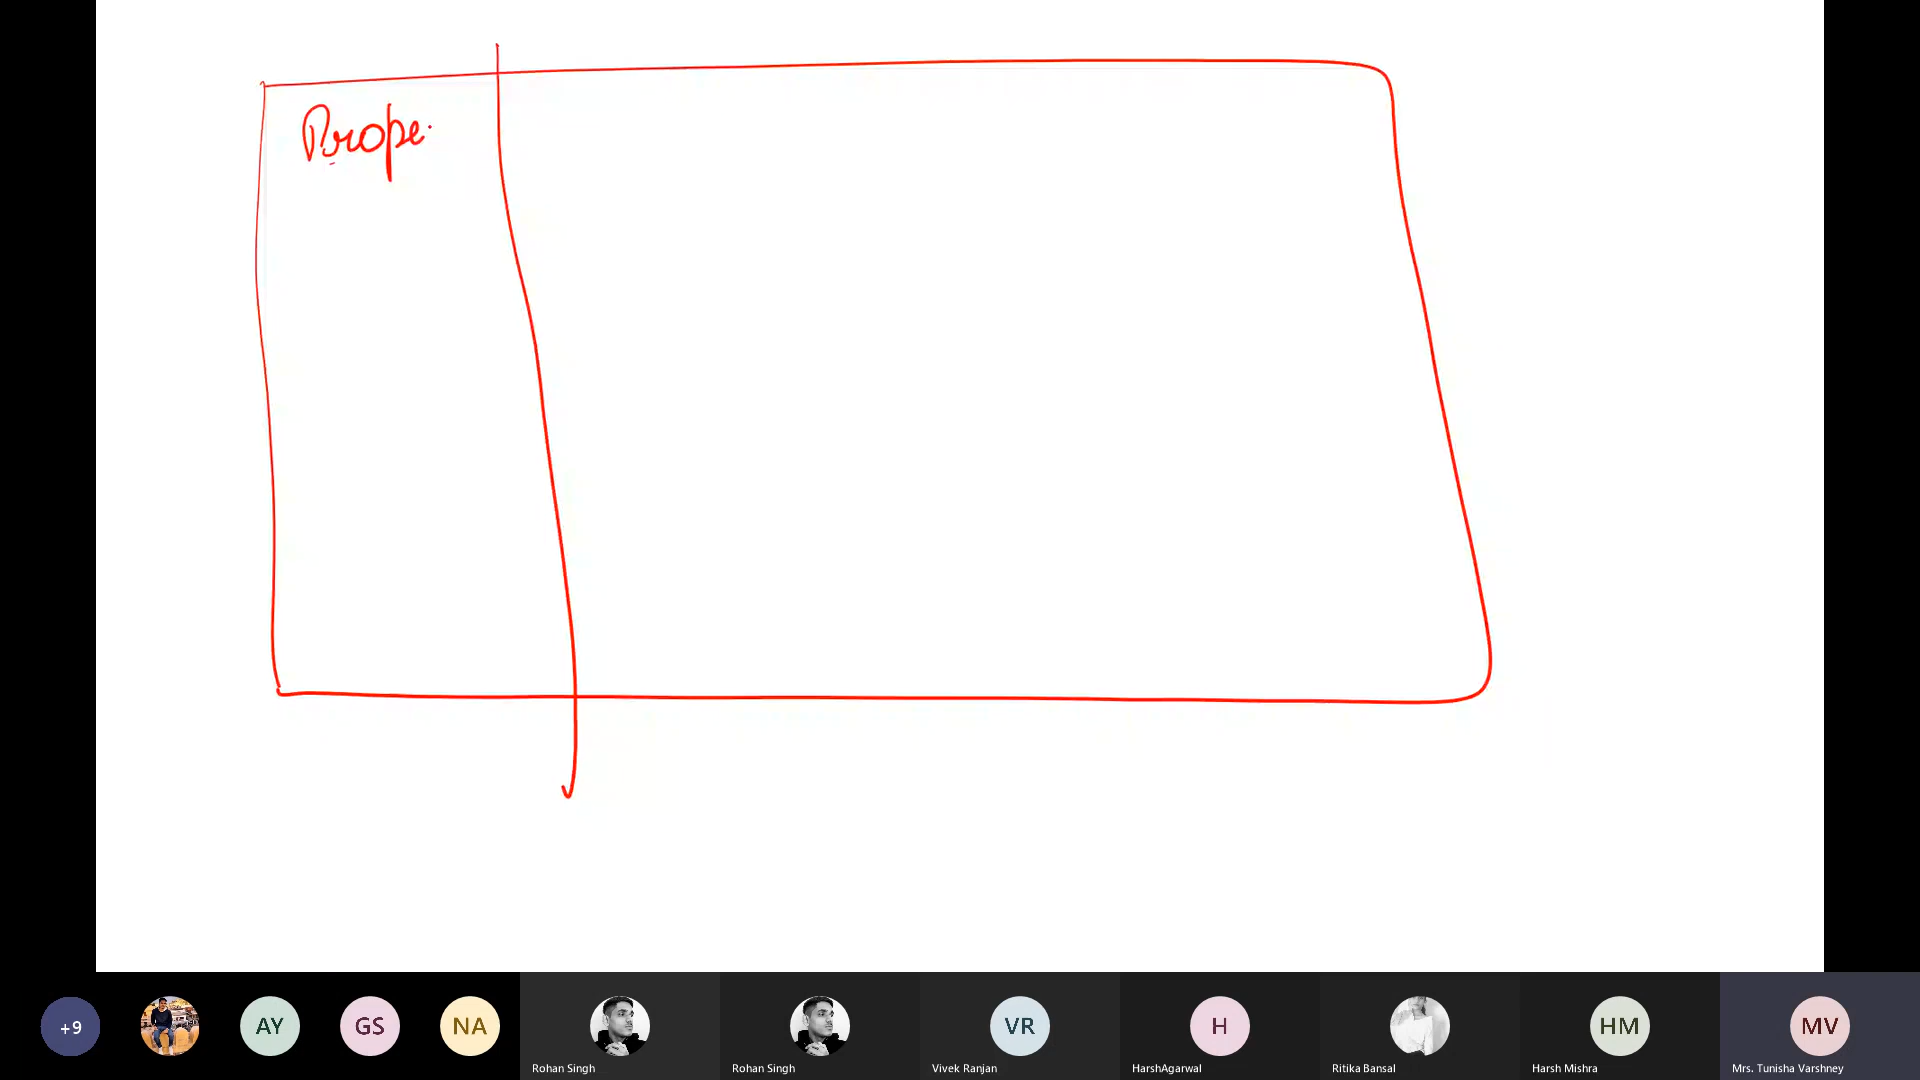 Prope
+9
AY
GS
NA
VR
H
HM
MV
Rohan Singh
Rohan Singh
Vivek Ranjan
HarshAgarwal
Ritika Bansal
Harsh Mishra
Mrs. Tunisha Varshney